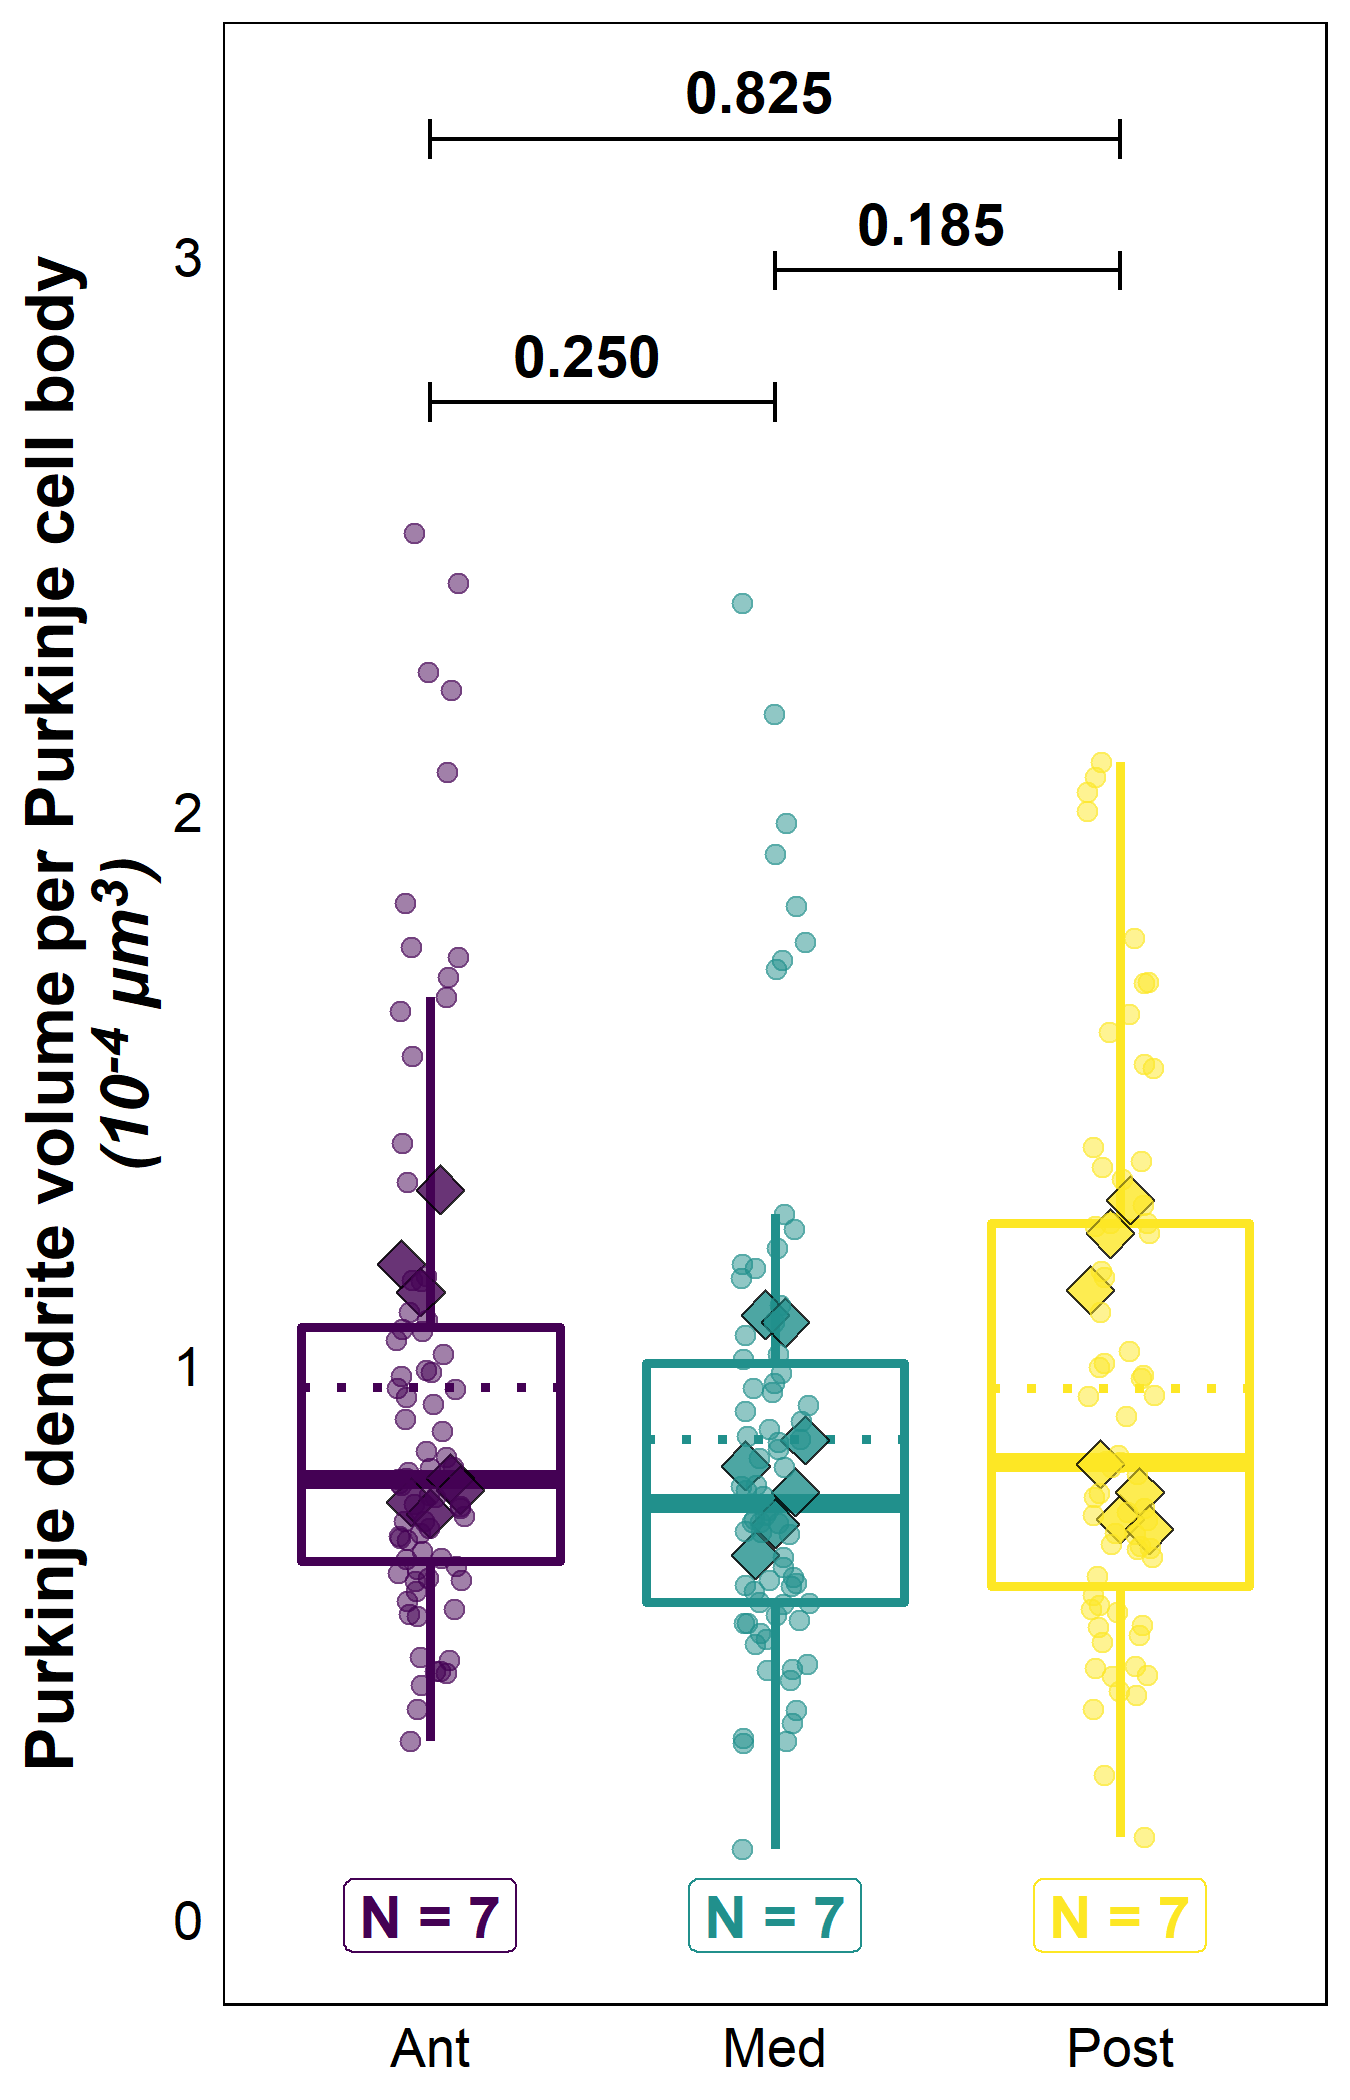 Purkinje dendrite volume per Purkinje cell body
(10⁻⁴ µm³)
3
2
1
0
0.825
0.185
0.250
N = 7
N = 7
N = 7
Ant
Med
Post